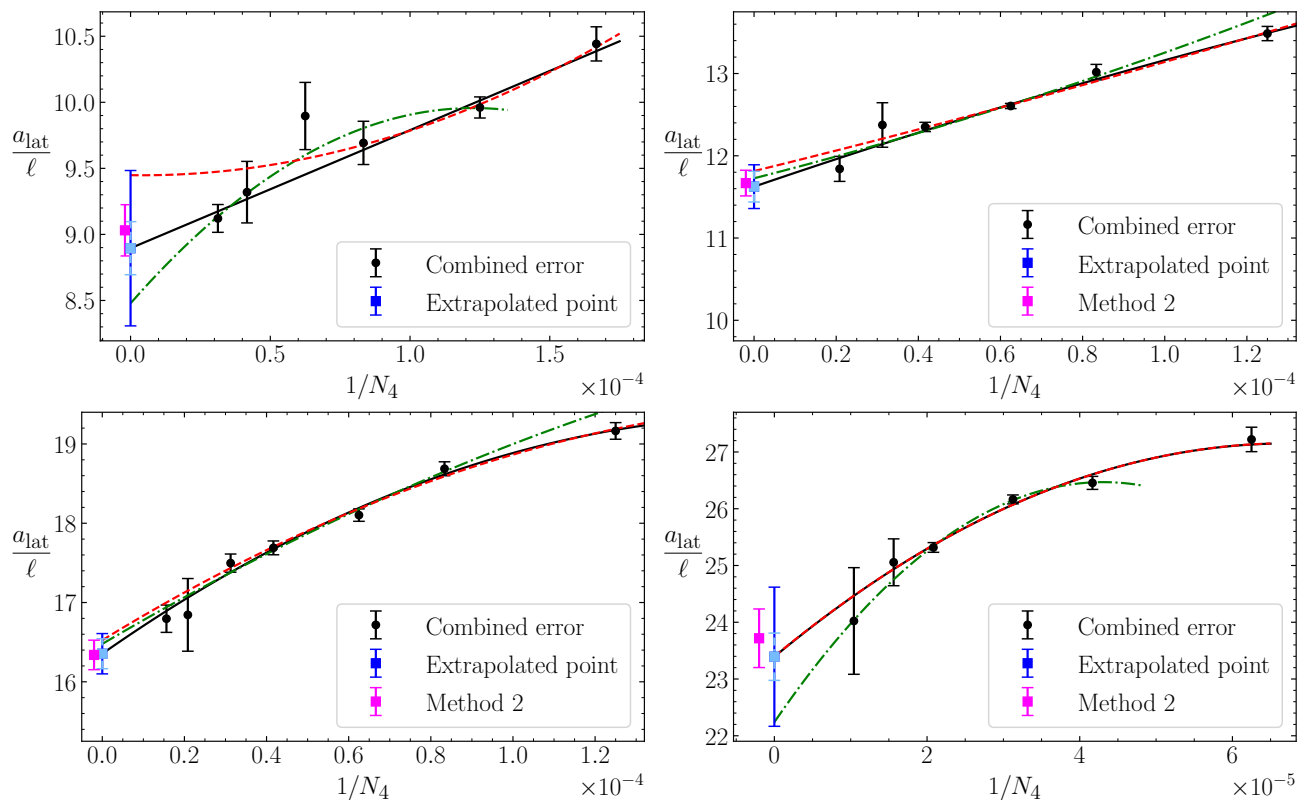 10.5
10.0
9.5
9.0
8.5
a_lat/ℓ
0.0 0.5 1.0 1.5
1/N₄
×10⁻⁴
Combined error
Extrapolated point
13
12
11
10
a_lat/ℓ
0.0 0.2 0.4 0.6 0.8 1.0 1.2
1/N₄
×10⁻⁴
Combined error
Extrapolated point
Method 2
19
18
17
16
a_lat/ℓ
0.0 0.2 0.4 0.6 0.8 1.0 1.2
1/N₄
×10⁻⁴
Combined error
Extrapolated point
Method 2
27
26
25
24
23
22
a_lat/ℓ
0 2 4 6
1/N₄
×10⁻⁵
Combined error
Extrapolated point
Method 2